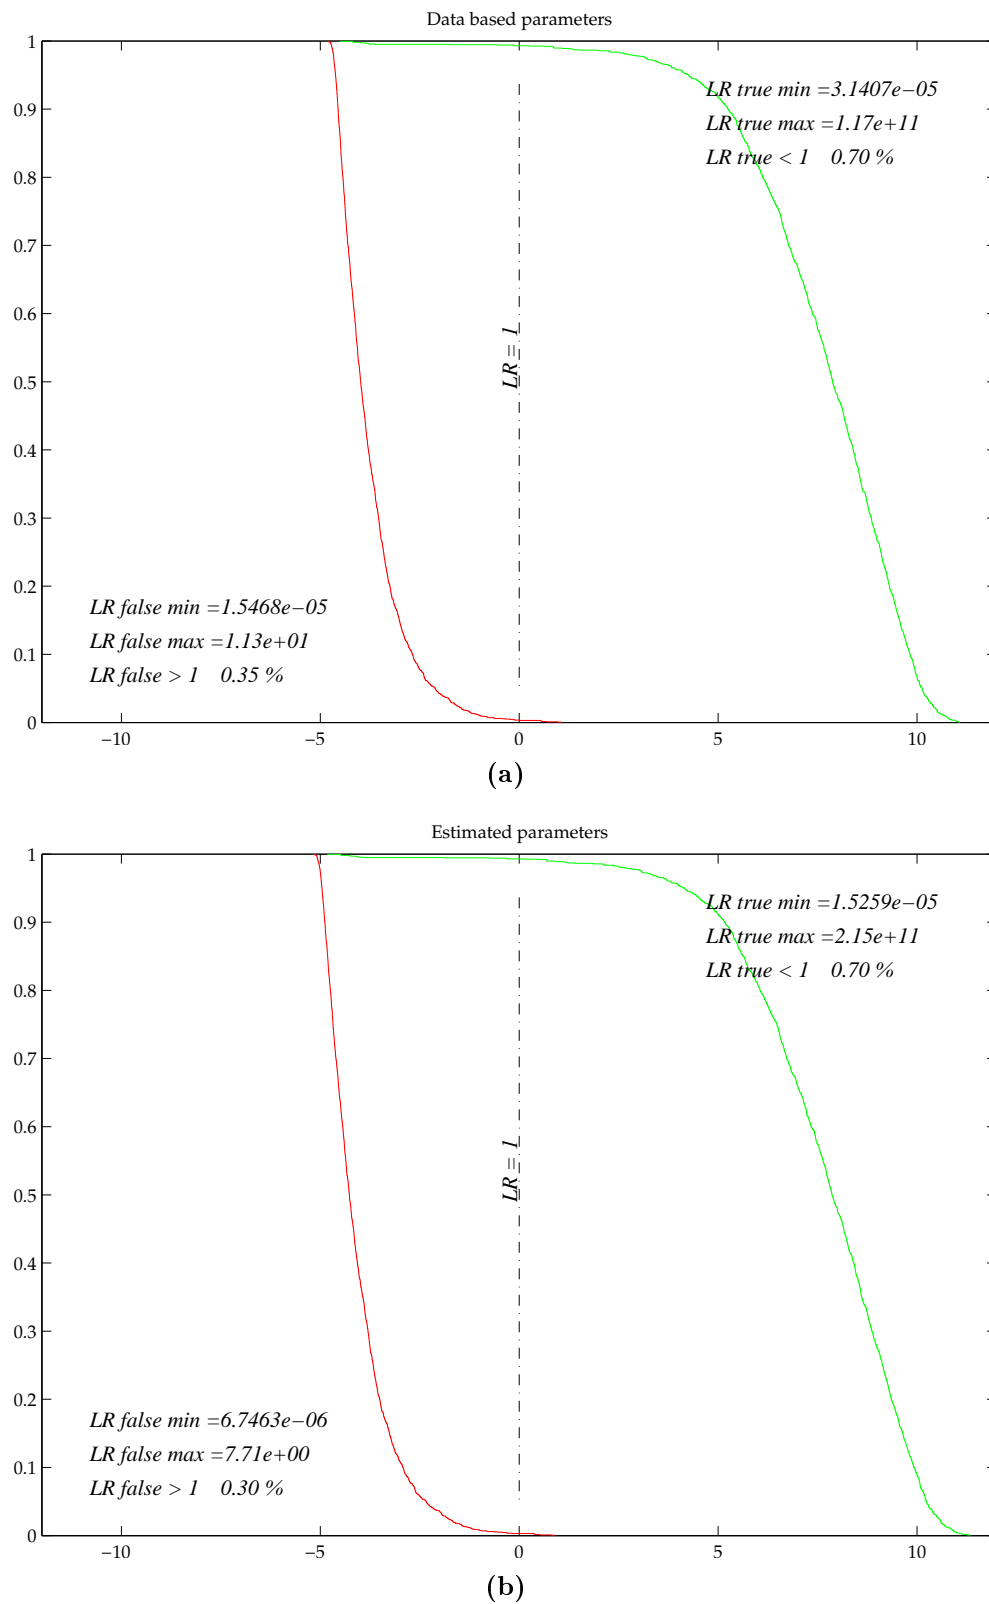 Data based parameters
1
LR true min =3.1407e−05
0.9
LR true max =1.17e+11
LR true < 1 0.70 %
0.8
0.7
0.6
LR = 1
0.5
0.4
0.3
0.2
LR false min =1.5468e−05
LR false max =1.13e+01
0.1
LR false > 1 0.35 %
0
−10 −5 0 5 10
(a)
Estimated parameters
1
LR true min =1.5259e−05
0.9
LR true max =2.15e+11
LR true < 1 0.70 %
0.8
0.7
0.6
LR = 1
0.5
0.4
0.3
0.2
LR false min =6.7463e−06
LR false max =7.71e+00
0.1
LR false > 1 0.30 %
0
−10 −5 0 5 10
(b)